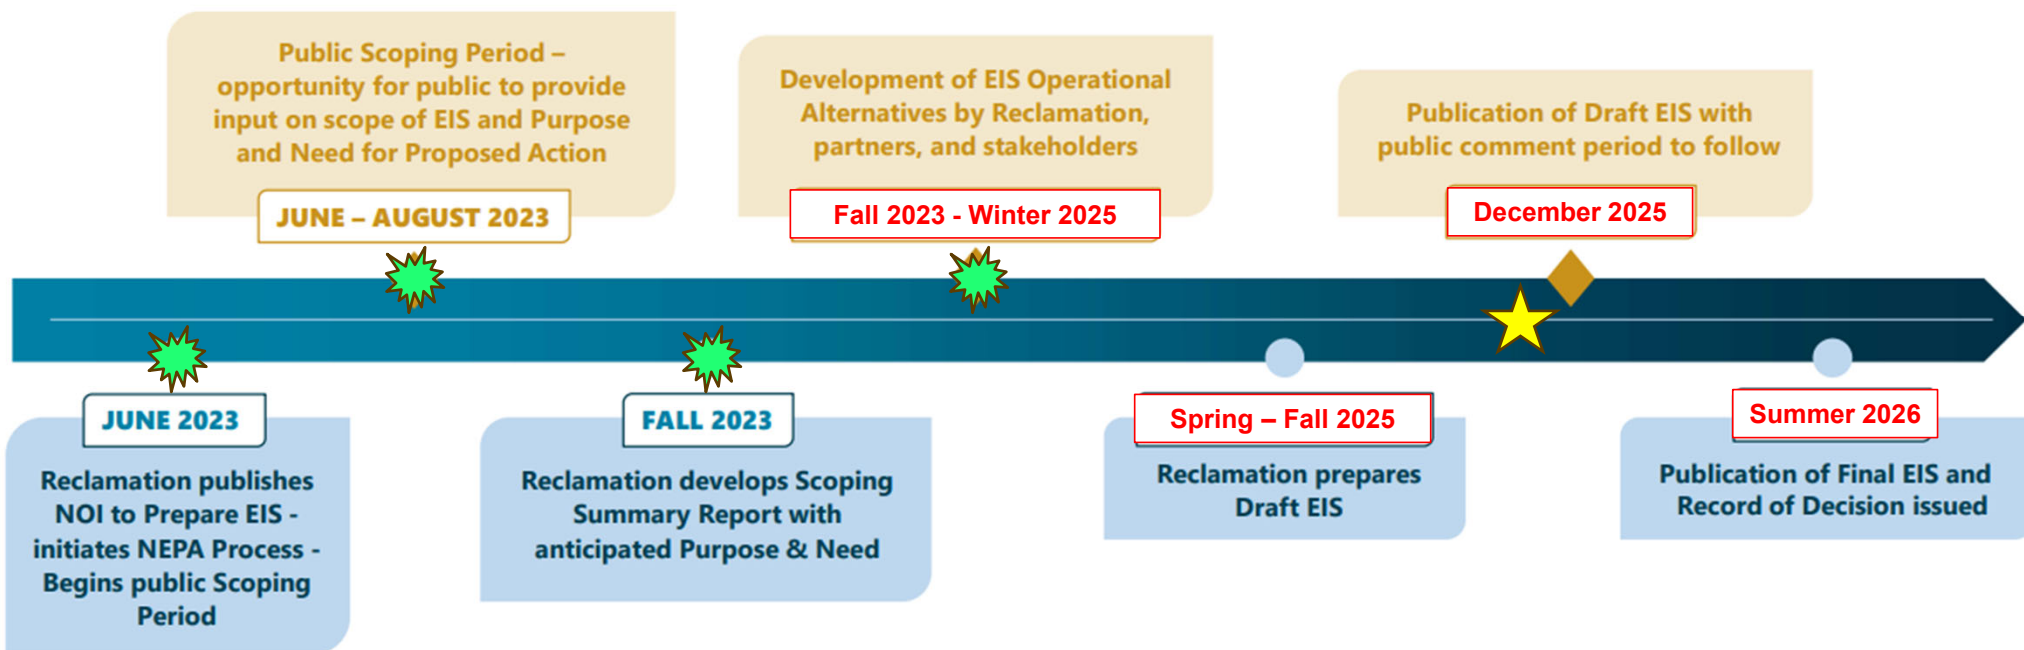 Public Scoping Period –
opportunity for public to provide
input on scope of EIS and Purpose
and Need for Proposed Action
JUNE – AUGUST 2023
Development of EIS Operational
Alternatives by Reclamation,
partners, and stakeholders
Fall 2023 - Winter 2025
Publication of Draft EIS with
public comment period to follow
December 2025
JUNE 2023
Reclamation publishes
NOI to Prepare EIS -
initiates NEPA Process -
Begins public Scoping
Period
FALL 2023
Reclamation develops Scoping
Summary Report with
anticipated Purpose & Need
Spring – Fall 2025
Reclamation prepares
Draft EIS
Summer 2026
Publication of Final EIS and
Record of Decision issued